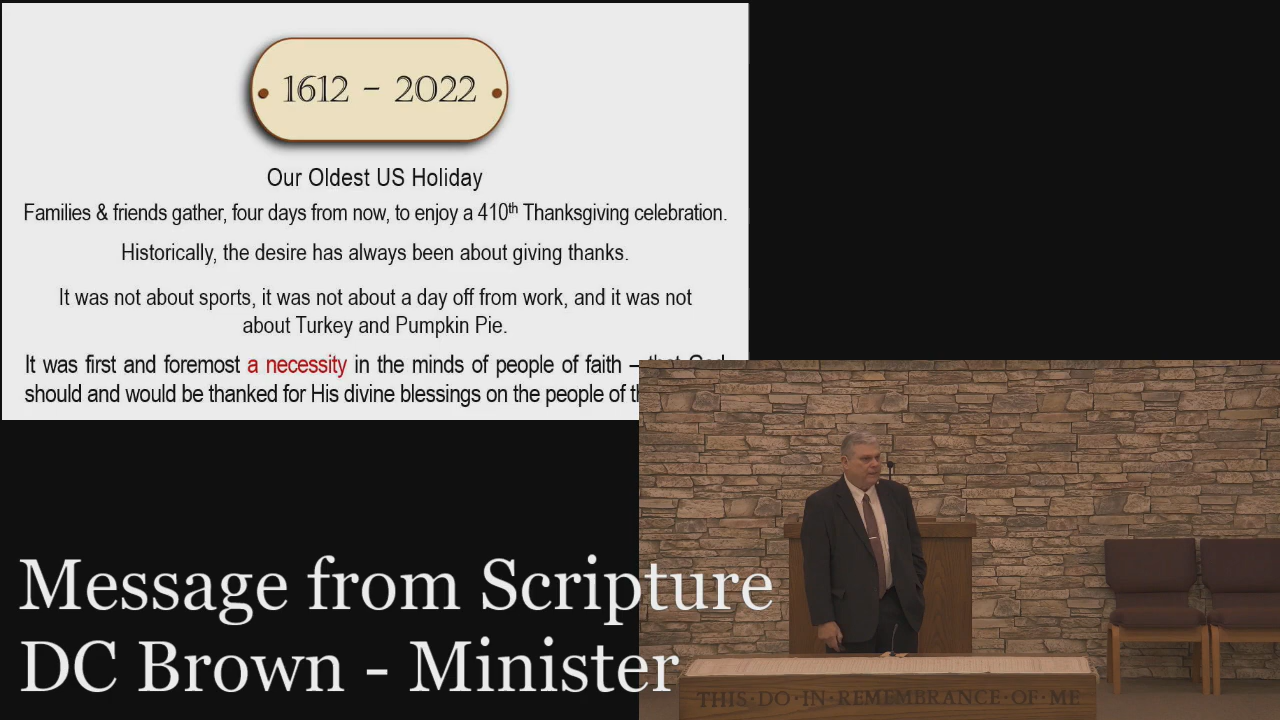 1612 - 2022
Our Oldest US Holiday
Families & friends gather, four days from now, to enjoy a 410th Thanksgiving celebration.
Historically, the desire has always been about giving thanks.
It was not about sports, it was not about a day off from work, and it was not
about Turkey and Pumpkin Pie.
It was first and foremost a necessity in the minds of people of faith – that God
should and would be thanked for His divine blessings on the people of
Message from Scripture
DC Brown - Minister
THIS·DO·IN·REMEMBRANCE·OF·ME